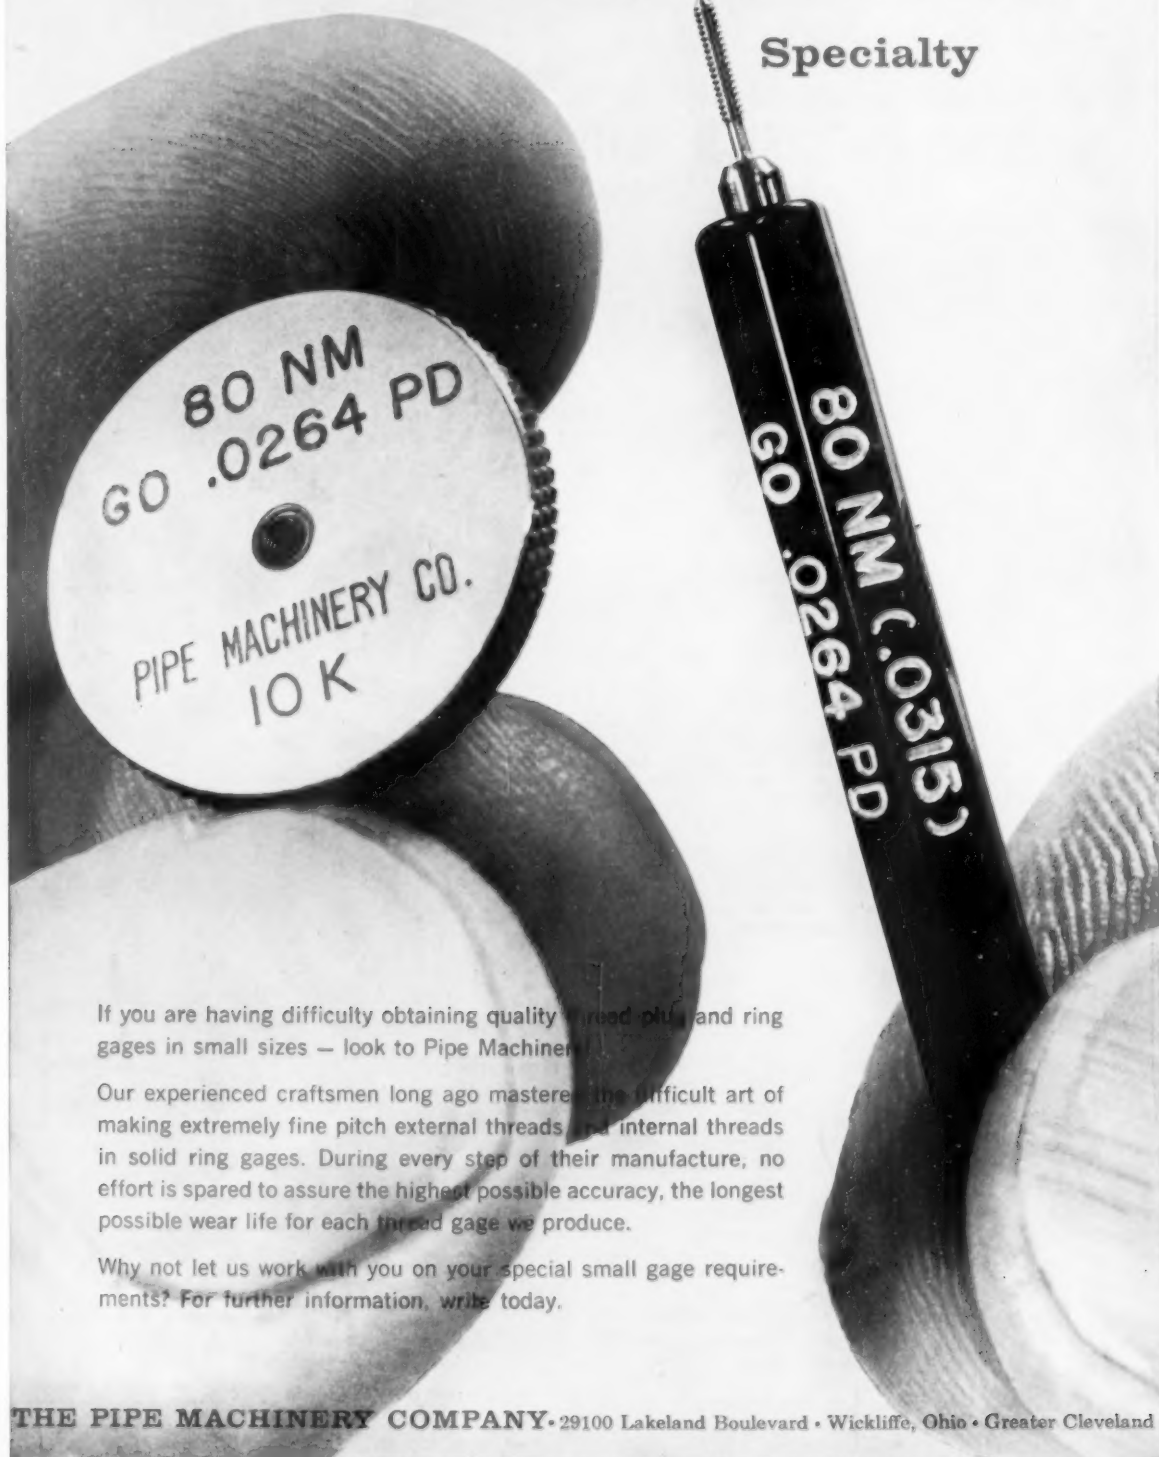 Specialty
80 NM
GO .0264 PD
PIPE MACHINERY CO.
10 K
80 NM (.0315)
GO .0264 PD
If you are having difficulty obtaining quality thread plug and ring
gages in small sizes — look to Pipe Machinery!
Our experienced craftsmen long ago mastered the difficult art of
making extremely fine pitch external threads and internal threads
in solid ring gages. During every step of their manufacture, no
effort is spared to assure the highest possible accuracy, the longest
possible wear life for each thread gage we produce.
Why not let us work with you on your special small gage require-
ments? For further information, write today.
THE PIPE MACHINERY COMPANY • 29100 Lakeland Boulevard • Wickliffe, Ohio • Greater Cleveland